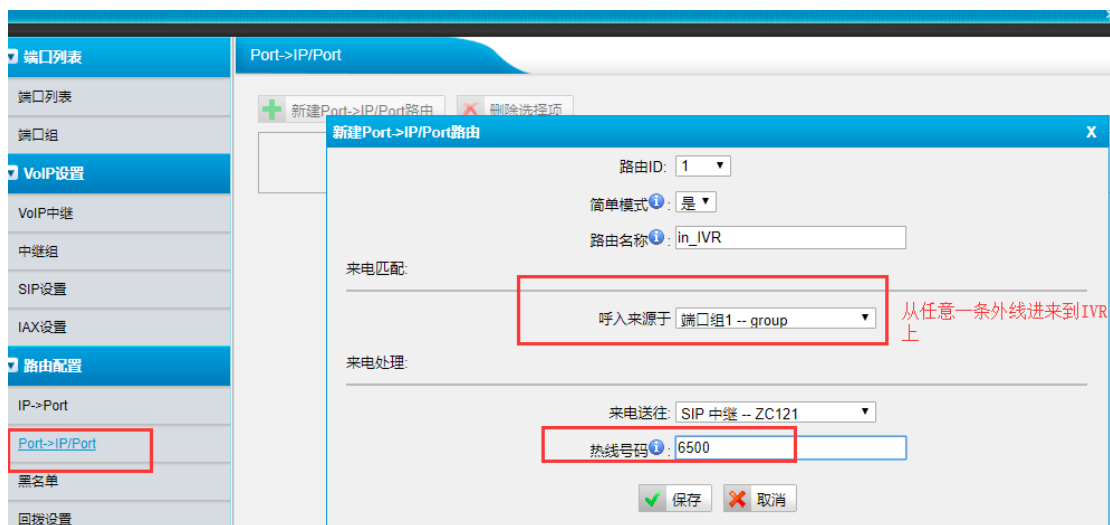 端口列表
端口列表
端口组
VoIP设置
VoIP中继
中继组
SIP设置
IAX设置
路由配置
IP->Port
Port->IP/Port
黑名单
回拨设置
Port->IP/Port
新建Port->IP/Port路由
删除选择项
新建Port->IP/Port路由
X
路由ID: 1
简单模式: 是
路由名称: in_IVR
来电匹配:
呼入来源于 端口组1 -- group
从任意一条外线进来到IVR
上
来电处理:
来电送往: SIP 中继 -- ZC121
热线号码: 6500
保存
取消